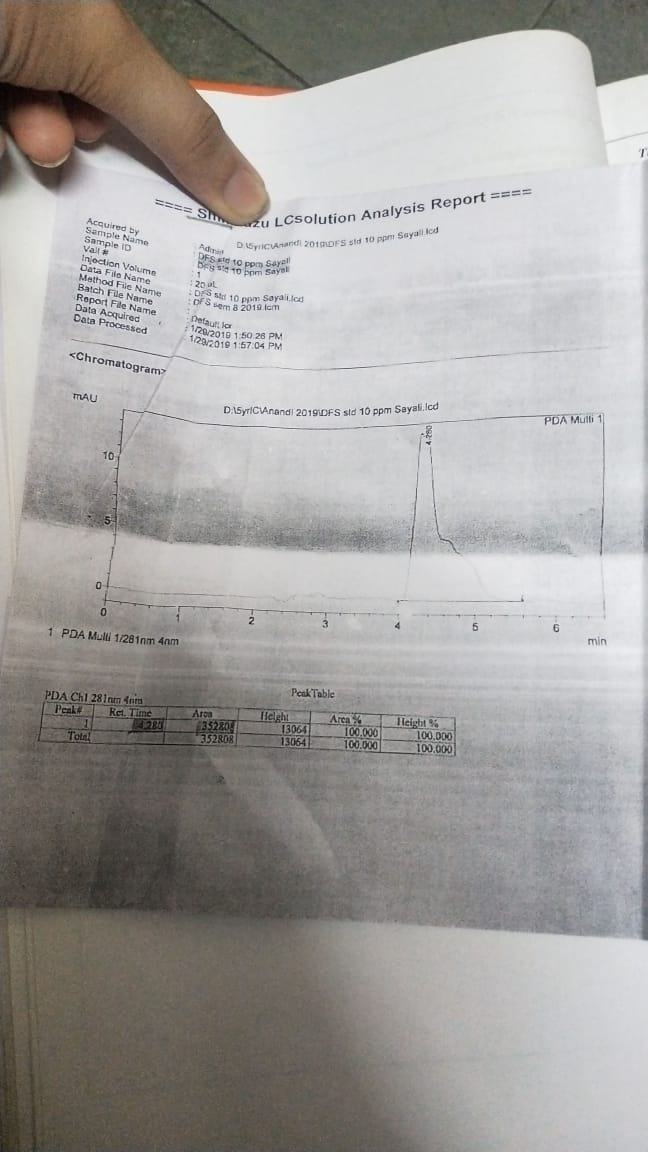 zu LCsolution Analysis Report ====
D:\5yrIC\Anandi 2019\DFS std 10 ppm Sayali.lcd
Acquired by : Admin
Sample Name : DFS std 10 ppm Sayali
Sample ID : DFS std 10 ppm Sayali
Vail # : 1
Injection Volume : 20 uL
Data File Name : DFS std 10 ppm Sayali.lcd
Method File Name : DFS sem 8 2019.lcm
Batch File Name :
Report File Name : Default.lcr
Data Acquired : 1/29/2019 1:50:26 PM
Data Processed : 1/29/2019 1:57:04 PM
<Chromatogram>
D:\5yrIC\Anandi 2019\DFS std 10 ppm Sayali.lcd
mAU
PDA Multi 1
4.280
10
5
0
0 1 2 3 4 5 6
min
1 PDA Multi 1/281nm 4nm
PeakTable
PDA Ch1 281nm 4nm
Peak# Ret. Time Area Height Area % Height %
1 4.280 352808 13064 100.000 100.000
Total 352808 13064 100.000 100.000